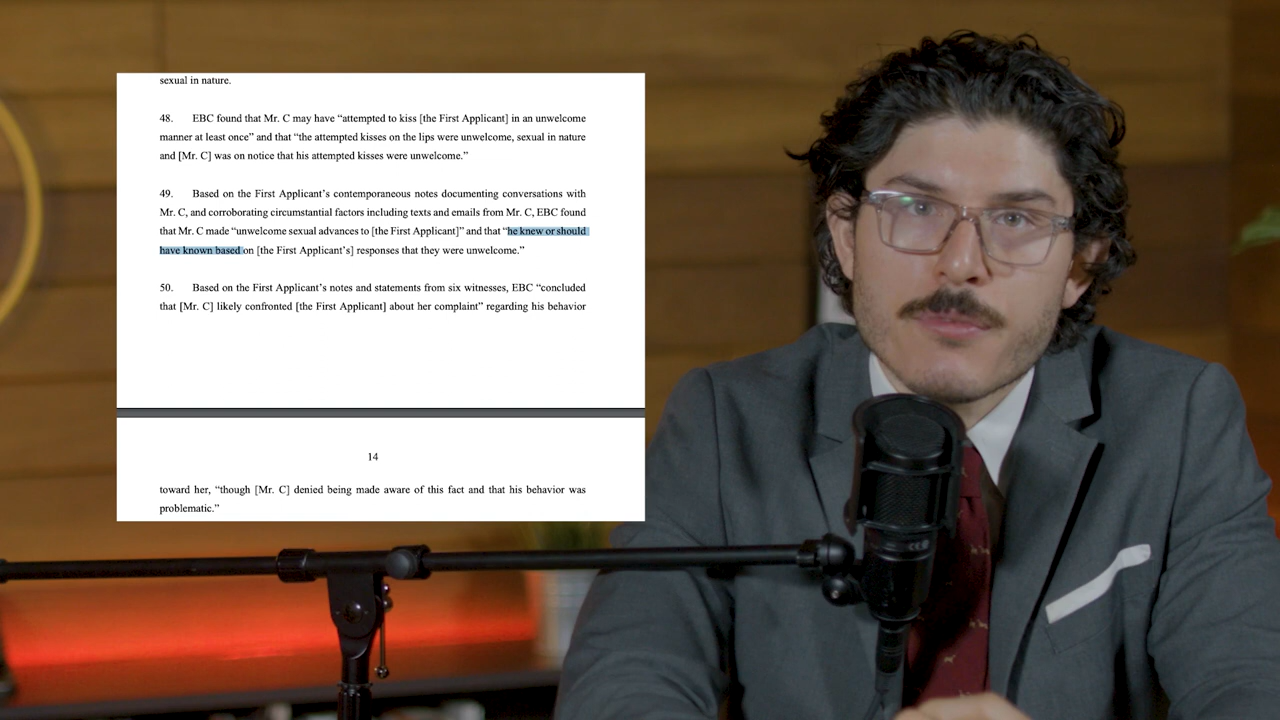 sexual in nature.
48. EBC found that Mr. C may have “attempted to kiss [the First Applicant] in an unwelcome
manner at least once” and that “the attempted kisses on the lips were unwelcome, sexual in nature
and [Mr. C] was on notice that his attempted kisses were unwelcome.”
49. Based on the First Applicant’s contemporaneous notes documenting conversations with
Mr. C, and corroborating circumstantial factors including texts and emails from Mr. C, EBC found
that Mr. C made “unwelcome sexual advances to [the First Applicant]” and that “he knew or should
have known based on [the First Applicant’s] responses that they were unwelcome.”
50. Based on the First Applicant’s notes and statements from six witnesses, EBC “concluded
that [Mr. C] likely confronted [the First Applicant] about her complaint” regarding his behavior
14
toward her, “though [Mr. C] denied being made aware of this fact and that his behavior was
problematic.”